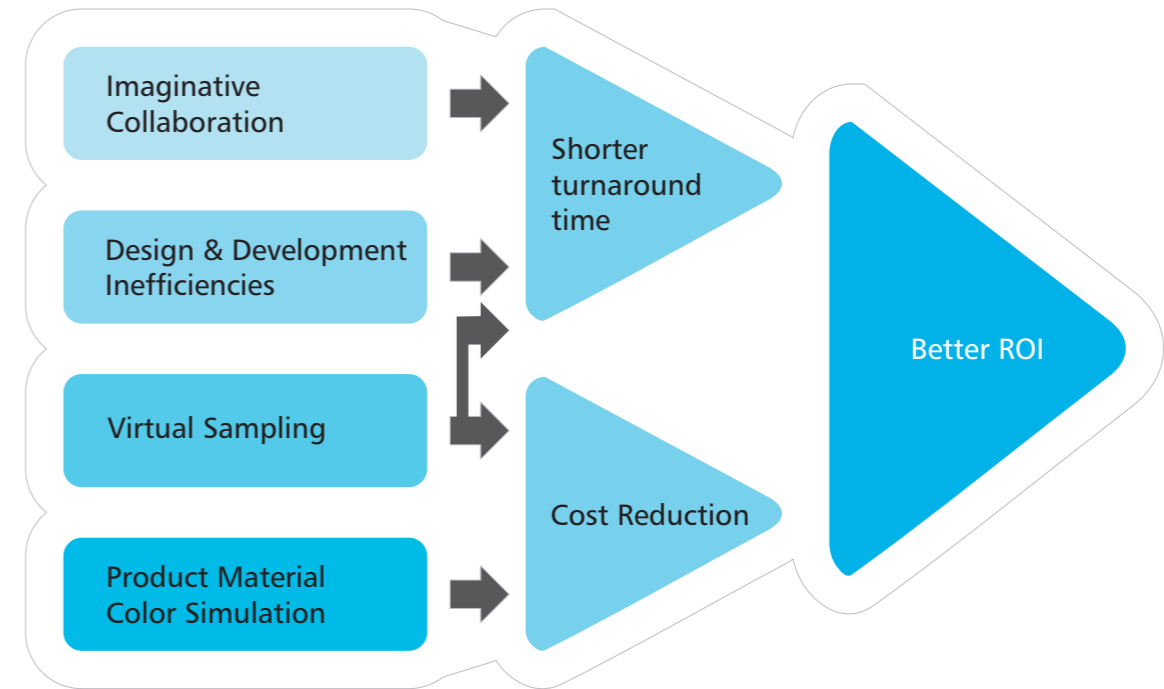 Imaginative
Collaboration
Design & Development
Inefficiencies
Virtual Sampling
Product Material
Color Simulation
Shorter
turnaround
time
Cost Reduction
Better ROI